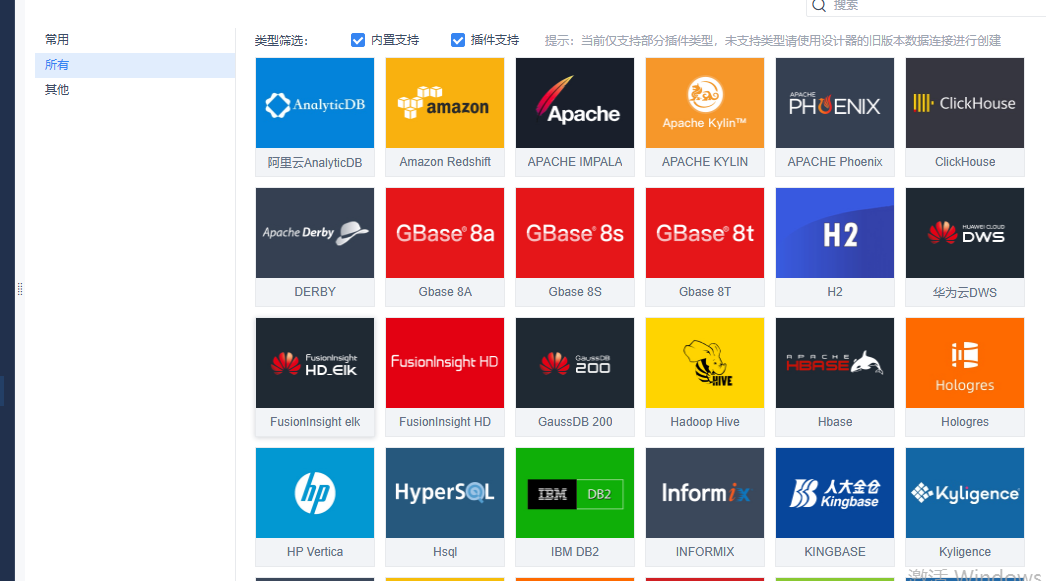 搜索
常用
所有
其他
类型筛选: 内置支持 插件支持 提示: 当前仅支持部分插件类型, 未支持类型请使用设计器的旧版本数据连接进行创建
AnalyticDB
amazon
Apache
Apache Kylin™
APACHE
PHOENIX
ClickHouse
阿里云AnalyticDB
Amazon Redshift
APACHE IMPALA
APACHE KYLIN
APACHE Phoenix
ClickHouse
Apache Derby
GBase® 8a
GBase® 8s
GBase® 8t
H2
HUAWEI CLOUD
DWS
DERBY
Gbase 8A
Gbase 8S
Gbase 8T
H2
华为云DWS
FusionInsight
HD_Elk
FusionInsight HD
GaussDB
200
HIVE
APACHE
HBASE
Hologres
FusionInsight elk
FusionInsight HD
GaussDB 200
Hadoop Hive
Hbase
Hologres
hp
HyperSQL
IBM DB2
Informix
人大金仓
Kingbase
Kyligence
HP Vertica
Hsql
IBM DB2
INFORMIX
KINGBASE
Kyligence
激活 Windows